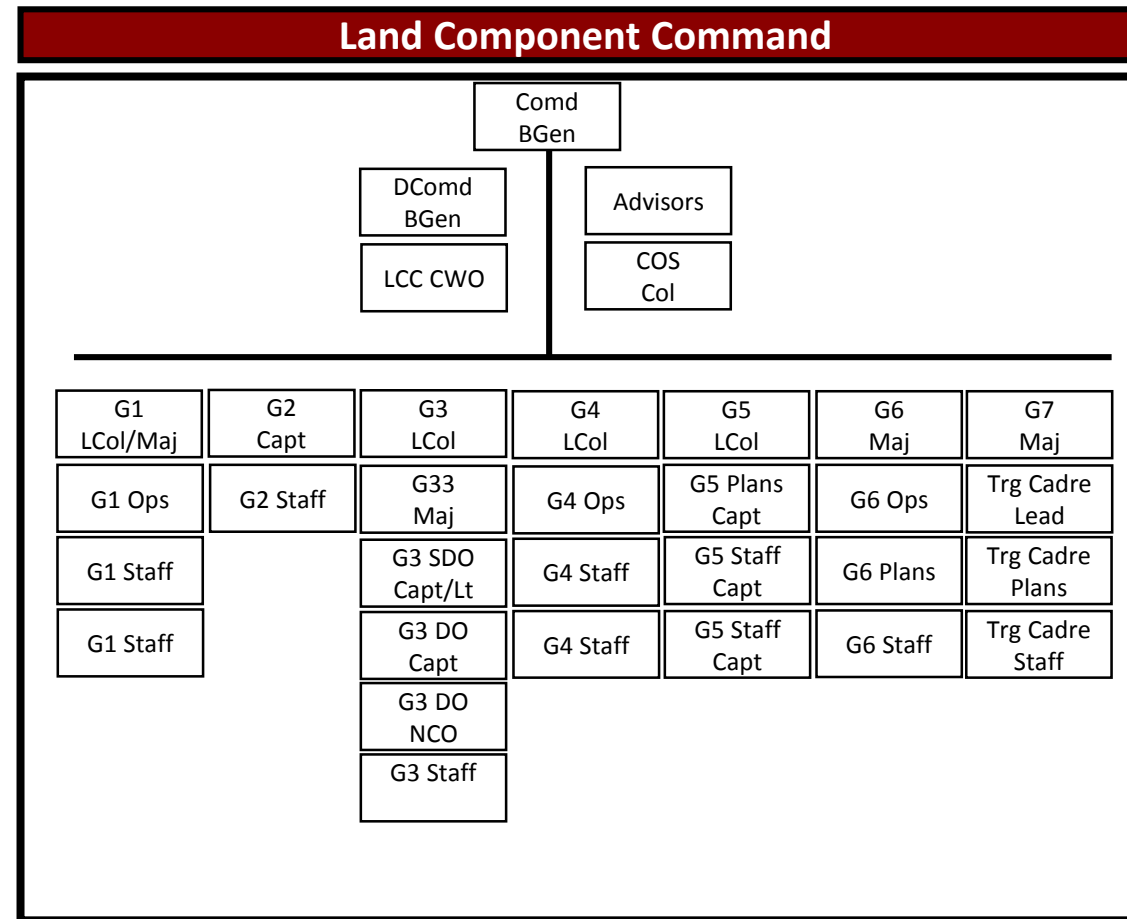 Land Component Command
Comd
BGen
DComd
BGen
Advisors
LCC CWO
COS
Col
G1
LCol/Maj
G2
Capt
G3
LCol
G4
LCol
G5
LCol
G6
Maj
G7
Maj
G1 Ops
G2 Staff
G33
Maj
G4 Ops
G5 Plans
Capt
G6 Ops
Trg Cadre
Lead
G1 Staff
G3 SDO
Capt/Lt
G4 Staff
G5 Staff
Capt
G6 Plans
Trg Cadre
Plans
G1 Staff
G3 DO
Capt
G4 Staff
G5 Staff
Capt
G6 Staff
Trg Cadre
Staff
G3 DO
NCO
G3 Staff